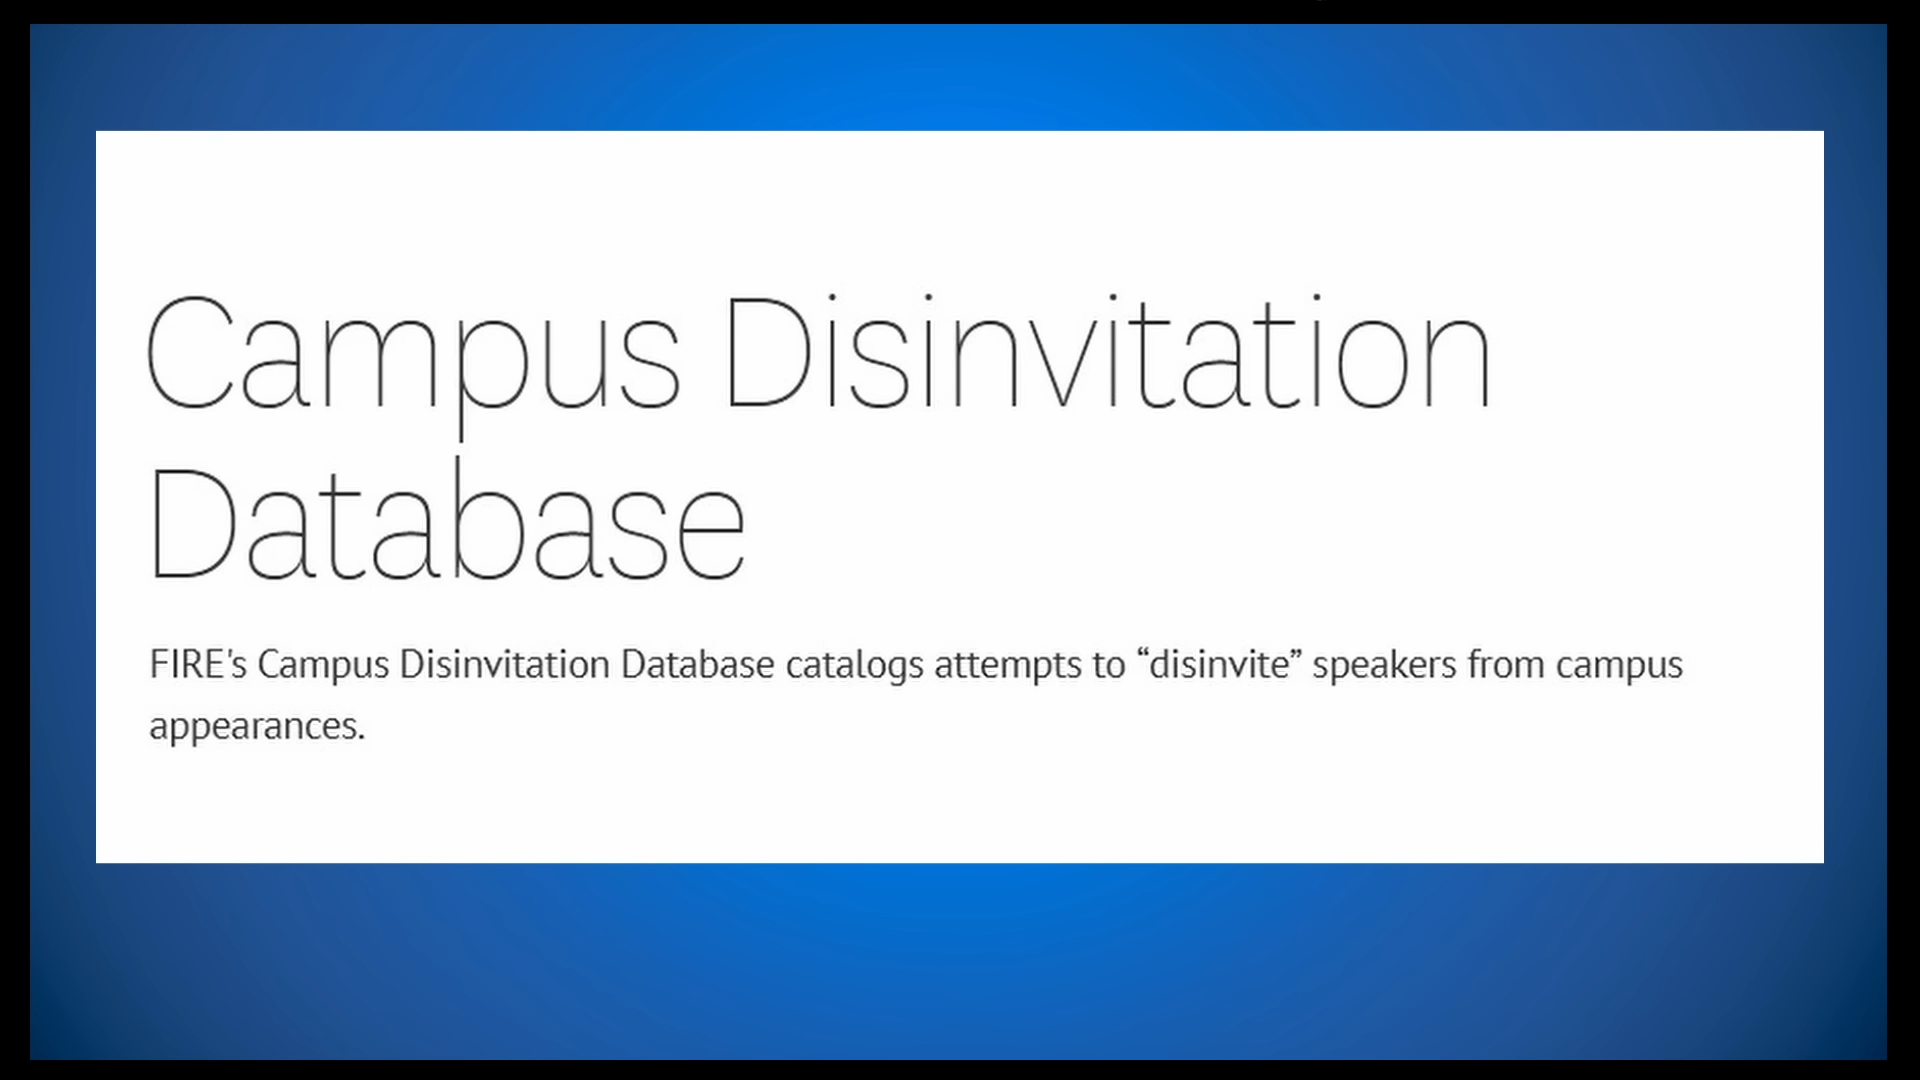 Campus Disinvitation
Database
FIRE's Campus Disinvitation Database catalogs attempts to “disinvite” speakers from campus
appearances.